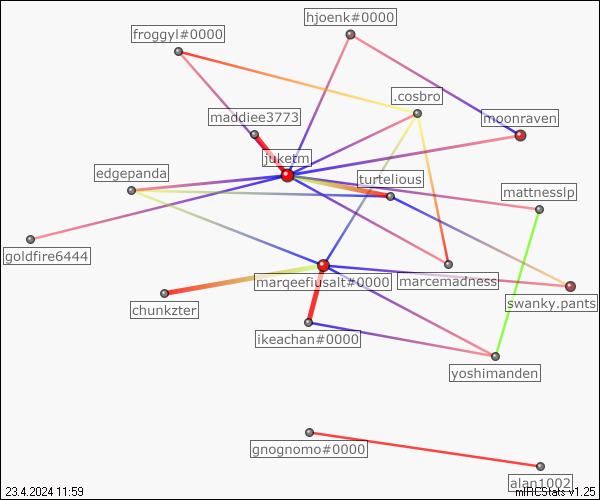 hjoenk#0000
froggyl#0000
.cosbro
maddiee3773
moonraven
juketm
edgepanda
turtelious
mattnesslp
goldfire6444
marqeefiusalt#0000
marcemadness
swanky.pants
chunkzter
ikeachan#0000
yoshimanden
gnognomo#0000
alan1002
23.4.2024 11:59
mIRCStats v1.25